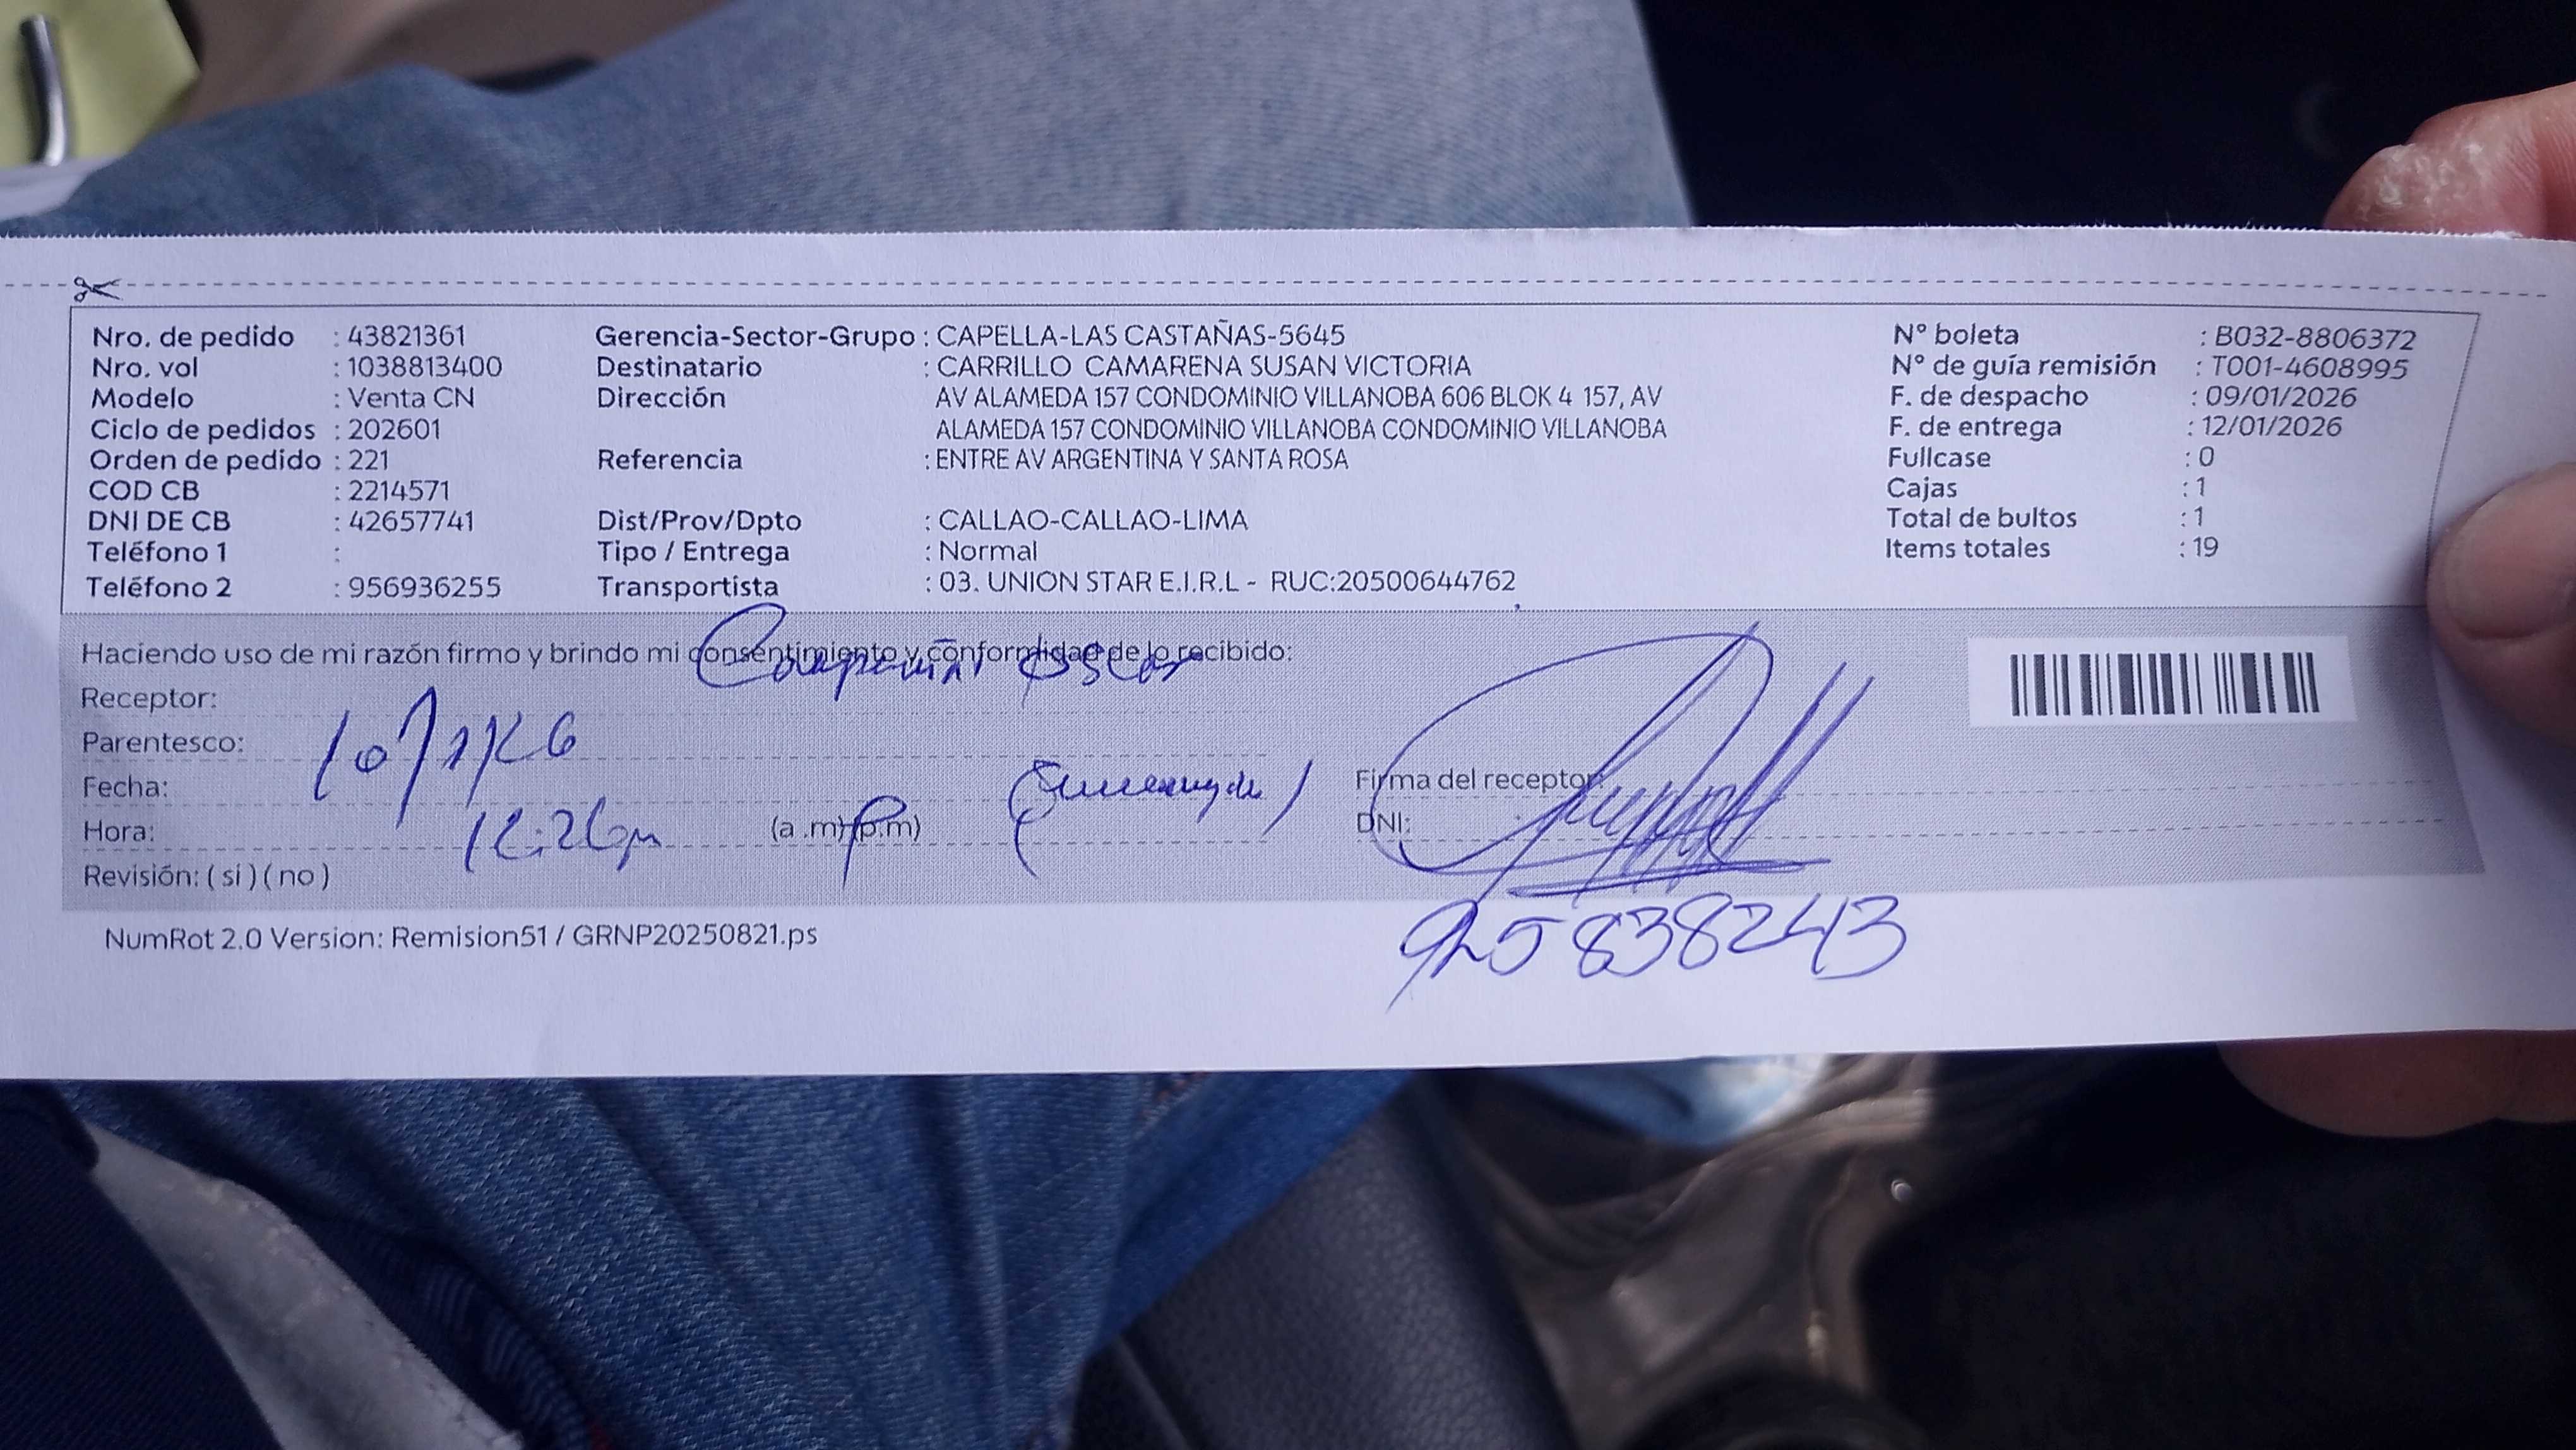 Nro. de pedido : 43821361 Gerencia-Sector-Grupo : CAPELLA-LAS CASTAÑAS-5645 N° boleta : B032-8806372
Nro. vol : 1038813400 Destinatario : CARRILLO CAMARENA SUSAN VICTORIA N° de guía remisión : T001-4608995
Modelo : Venta CN Dirección AV ALAMEDA 157 CONDOMINIO VILLANOBA 606 BLOK 4 157, AV F. de despacho : 09/01/2026
Ciclo de pedidos : 202601 ALAMEDA 157 CONDOMINIO VILLANOBA CONDOMINIO VILLANOBA F. de entrega : 12/01/2026
Orden de pedido : 221 Referencia : ENTRE AV ARGENTINA Y SANTA ROSA Fullcase : 0
COD CB : 2214571 Cajas : 1
DNI DE CB : 42657741 Dist/Prov/Dpto : CALLAO-CALLAO-LIMA Total de bultos : 1
Teléfono 1 : Tipo / Entrega : Normal Items totales : 19
Teléfono 2 : 956936255 Transportista : 03. UNION STAR E.I.R.L - RUC:20500644762
Haciendo uso de mi razón firmo y brindo mi consentimiento y conformidad de lo recibido:
Receptor:
Parentesco:
Fecha: Firma del receptor:
Hora: (a .m) (p.m) DNI:
Revisión: ( si ) ( no )
925838243
NumRot 2.0 Version: Remision51 / GRNP20250821.ps